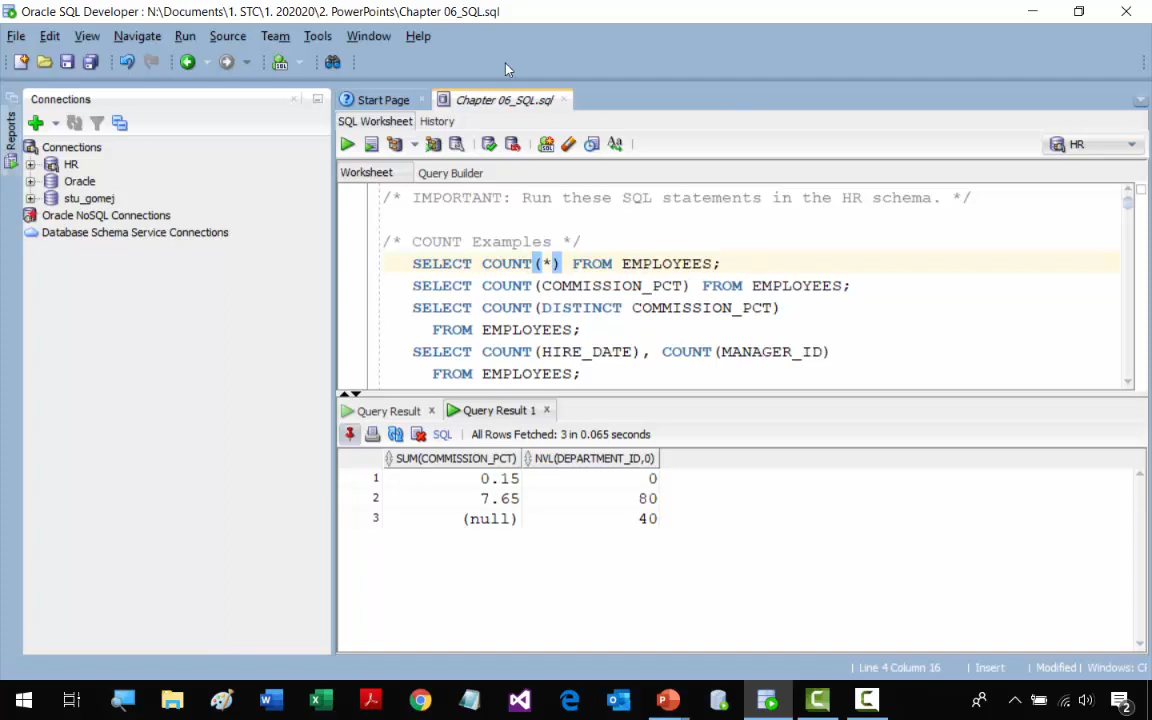 Oracle SQL Developer : N:\Documents\1. STC\1. 202020\2. PowerPoints\Chapter 06_SQL.sql
File Edit View Navigate Run Source Team Tools Window Help
Connections
Reports
Connections
HR
Oracle
stu_gomej
Oracle NoSQL Connections
Database Schema Service Connections
Start Page
Chapter 06_SQL.sql
SQL Worksheet History
HR
Worksheet Query Builder
/* IMPORTANT: Run these SQL statements in the HR schema. */
/* COUNT Examples */
SELECT COUNT(*) FROM EMPLOYEES;
SELECT COUNT(COMMISSION_PCT) FROM EMPLOYEES;
SELECT COUNT(DISTINCT COMMISSION_PCT)
FROM EMPLOYEES;
SELECT COUNT(HIRE_DATE), COUNT(MANAGER_ID)
FROM EMPLOYEES;
Query Result Query Result 1
SQL All Rows Fetched: 3 in 0.065 seconds
SUM(COMMISSION_PCT) NVL(DEPARTMENT_ID,0)
1 0.15 0
2 7.65 80
3 (null) 40
Line 4 Column 16 Insert Modified Windows: Cl
2